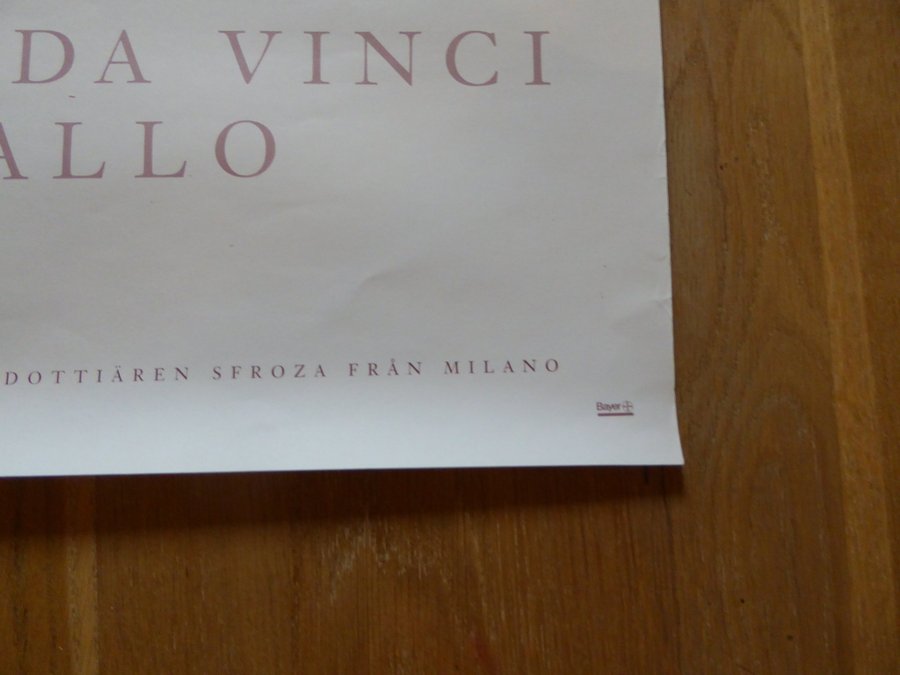 DA VINCI
ALLO
DOTTIÄREN SFROZA FRÅN MILANO
Bayer